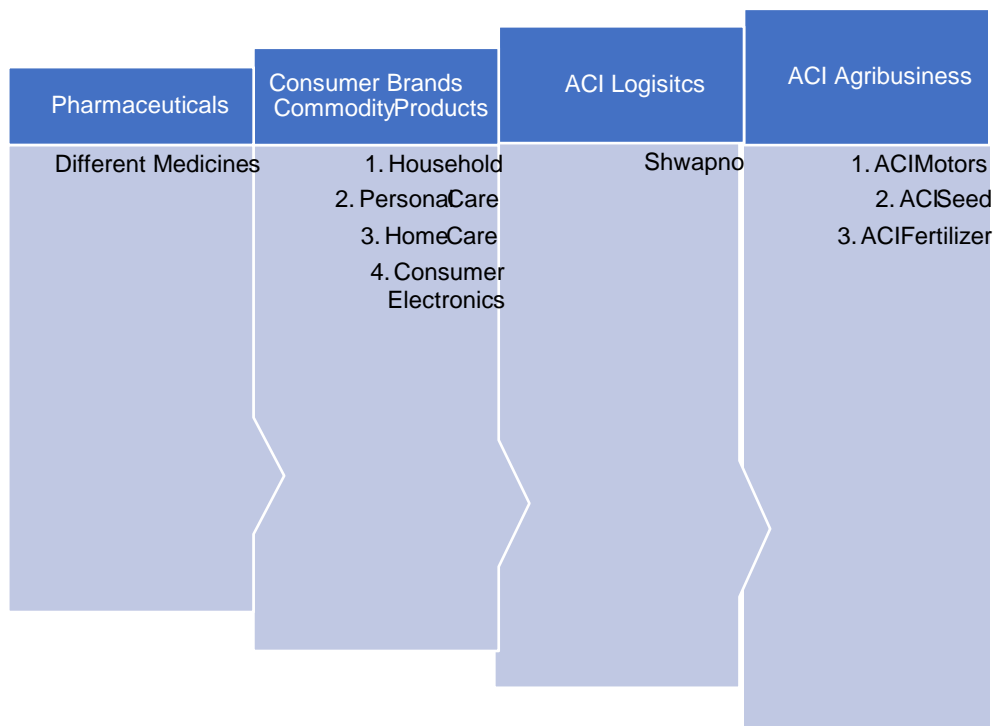 Pharmaceuticals
Different Medicines
Consumer Brands
CommodityProducts
1. Household
2. PersonalCare
3. HomeCare
4. Consumer
Electronics
ACI Logisitcs
Shwapno
ACI Agribusiness
1. ACIMotors
2. ACISeed
3. ACIFertilizer